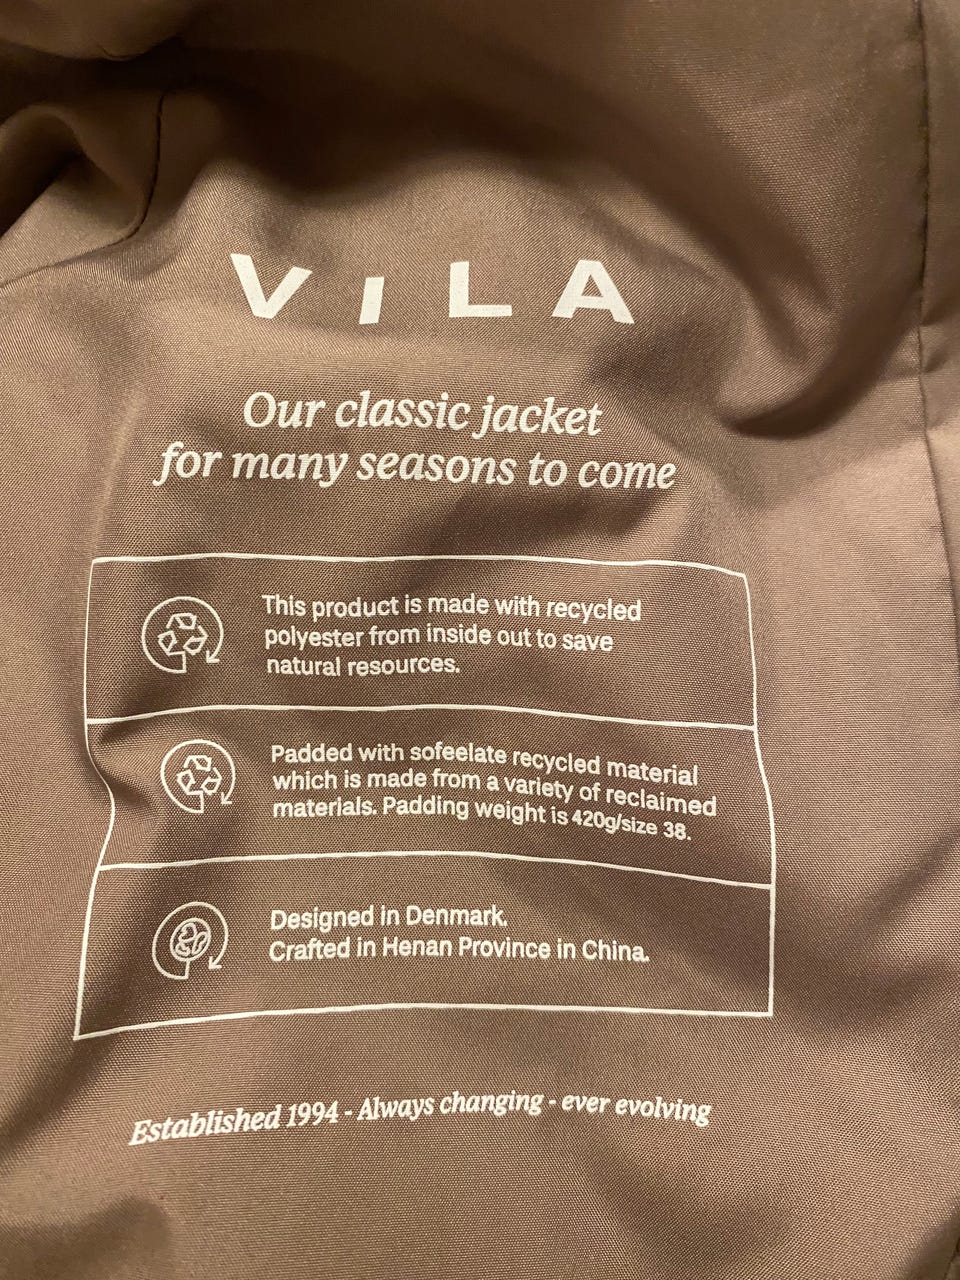 VILA
Our classic jacket
for many seasons to come
This product is made with recycled
polyester from inside out to save
natural resources.
Padded with sofeelate recycled material
which is made from a variety of reclaimed
materials. Padding weight is 420g/size 38.
Designed in Denmark.
Crafted in Henan Province in China.
Established 1994 - Always changing - ever evolving